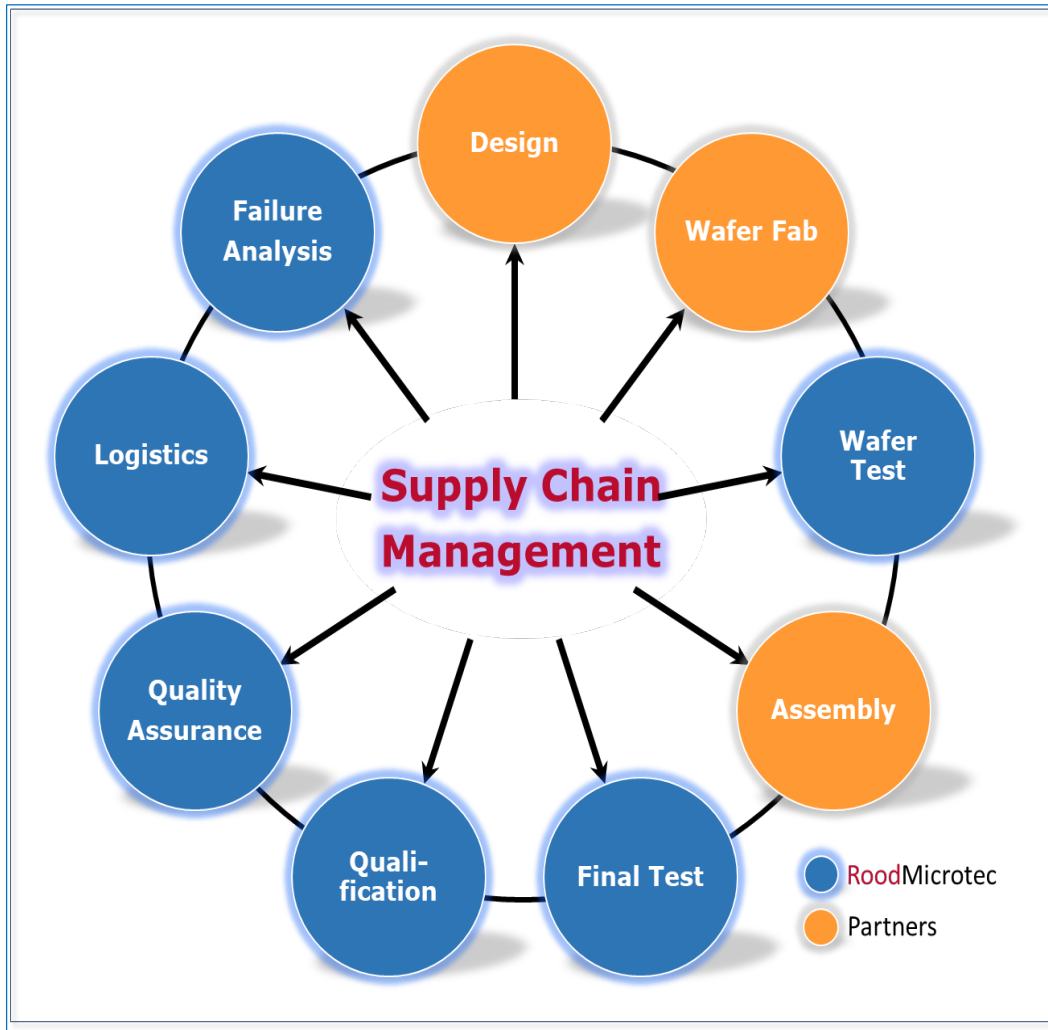 Design
Wafer Fab
Wafer
Test
Assembly
Final Test
Quali-
fication
Quality
Assurance
Logistics
Failure
Analysis
Supply Chain
Management
RoodMicrotec
Partners